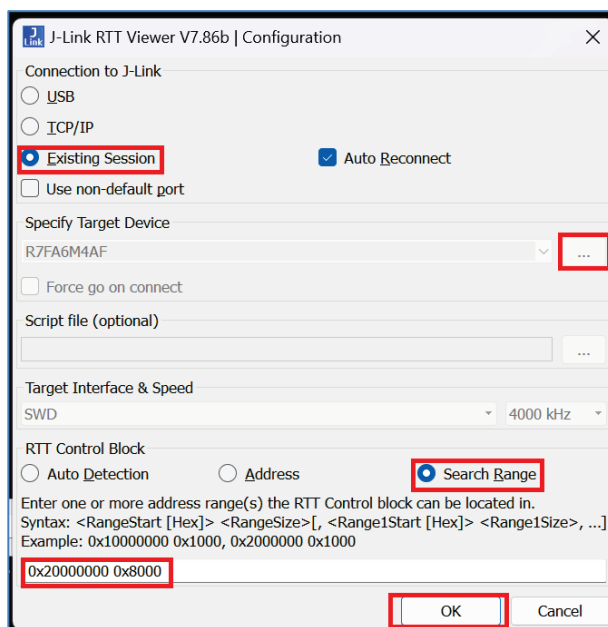 J-Link RTT Viewer V7.86b | Configuration
Connection to J-Link
USB
TCP/IP
Existing Session Auto Reconnect
Use non-default port
Specify Target Device
R7FA6M4AF ...
Force go on connect
Script file (optional)
...
Target Interface & Speed
SWD 4000 kHz
RTT Control Block
Auto Detection Address Search Range
Enter one or more address range(s) the RTT Control block can be located in.
Syntax: <RangeStart [Hex]> <RangeSize>[, <Range1Start [Hex]> <Range1Size>, ...]
Example: 0x10000000 0x1000, 0x2000000 0x1000
0x20000000 0x8000
OK Cancel